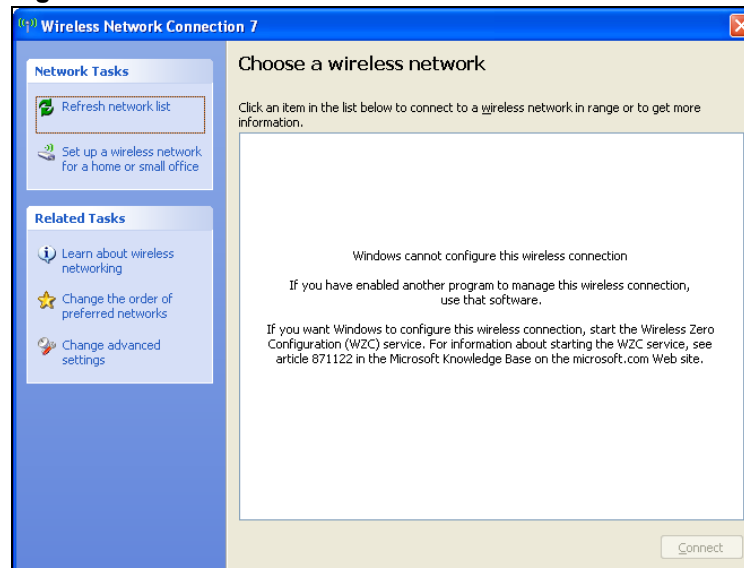 Wireless Network Connection 7
Network Tasks
Refresh network list
Set up a wireless network
for a home or small office
Related Tasks
Learn about wireless
networking
Change the order of
preferred networks
Change advanced
settings
Choose a wireless network
Click an item in the list below to connect to a wireless network in range or to get more
information.
Windows cannot configure this wireless connection
If you have enabled another program to manage this wireless connection,
use that software.
If you want Windows to configure this wireless connection, start the Wireless Zero
Configuration (WZC) service. For information about starting the WZC service, see
article 871122 in the Microsoft Knowledge Base on the microsoft.com Web site.
Connect